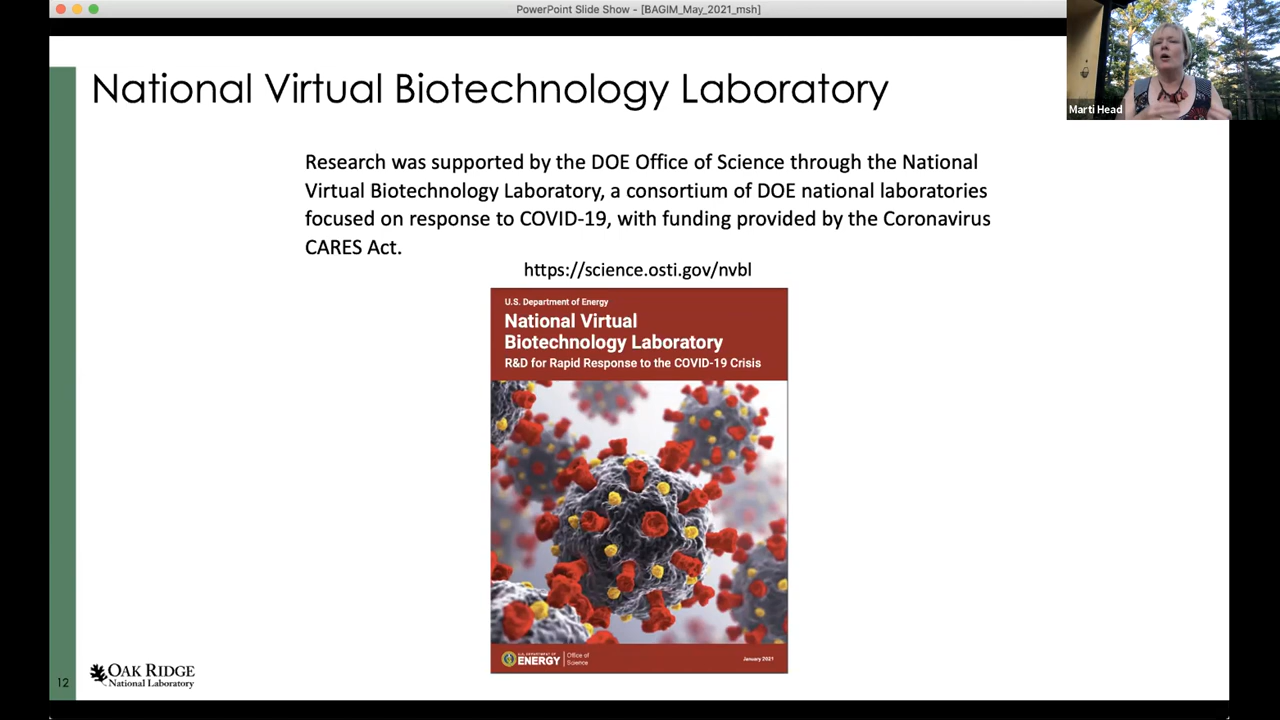 PowerPoint Slide Show - [BAGIM_May_2021_msh]
National Virtual Biotechnology Laboratory
Marti Head
Research was supported by the DOE Office of Science through the National
Virtual Biotechnology Laboratory, a consortium of DOE national laboratories
focused on response to COVID-19, with funding provided by the Coronavirus
CARES Act.
https://science.osti.gov/nvbl
U.S. Department of Energy
National Virtual
Biotechnology Laboratory
R&D for Rapid Response to the COVID-19 Crisis
U.S. DEPARTMENT OF
ENERGY
Office of
Science
January 2021
12
OAK RIDGE
National Laboratory